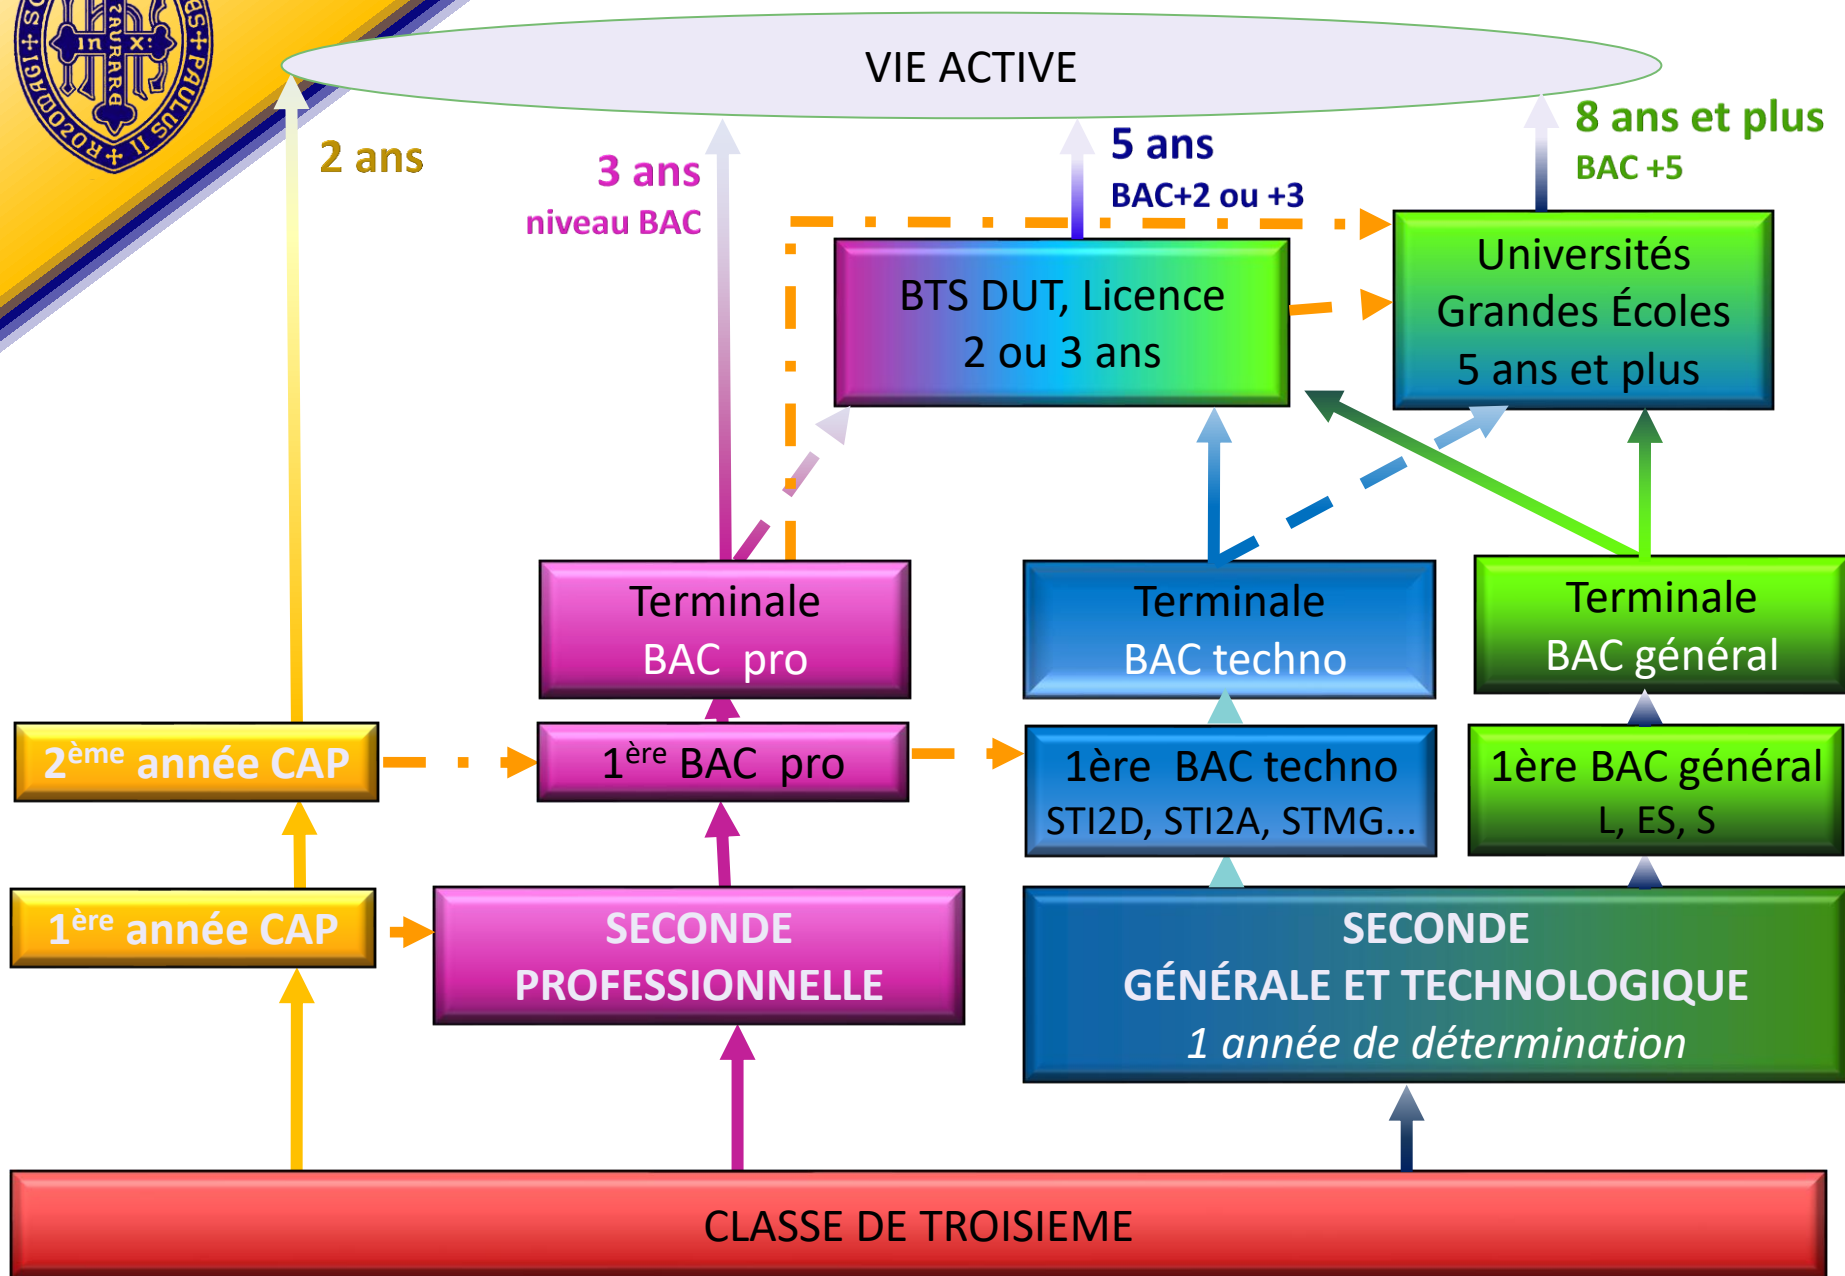 VIE ACTIVE
2 ans
3 ans
niveau BAC
5 ans
BAC+2 ou +3
8 ans et plus
BAC +5
BTS DUT, Licence
2 ou 3 ans
Universités
Grandes Écoles
5 ans et plus
Terminale
BAC pro
Terminale
BAC techno
Terminale
BAC général
2ème année CAP
1ère BAC pro
1ère BAC techno
STI2D, STI2A, STMG...
1ère BAC général
L, ES, S
1ère année CAP
SECONDE
PROFESSIONNELLE
SECONDE
GÉNÉRALE ET TECHNOLOGIQUE
1 année de détermination
CLASSE DE TROISIEME